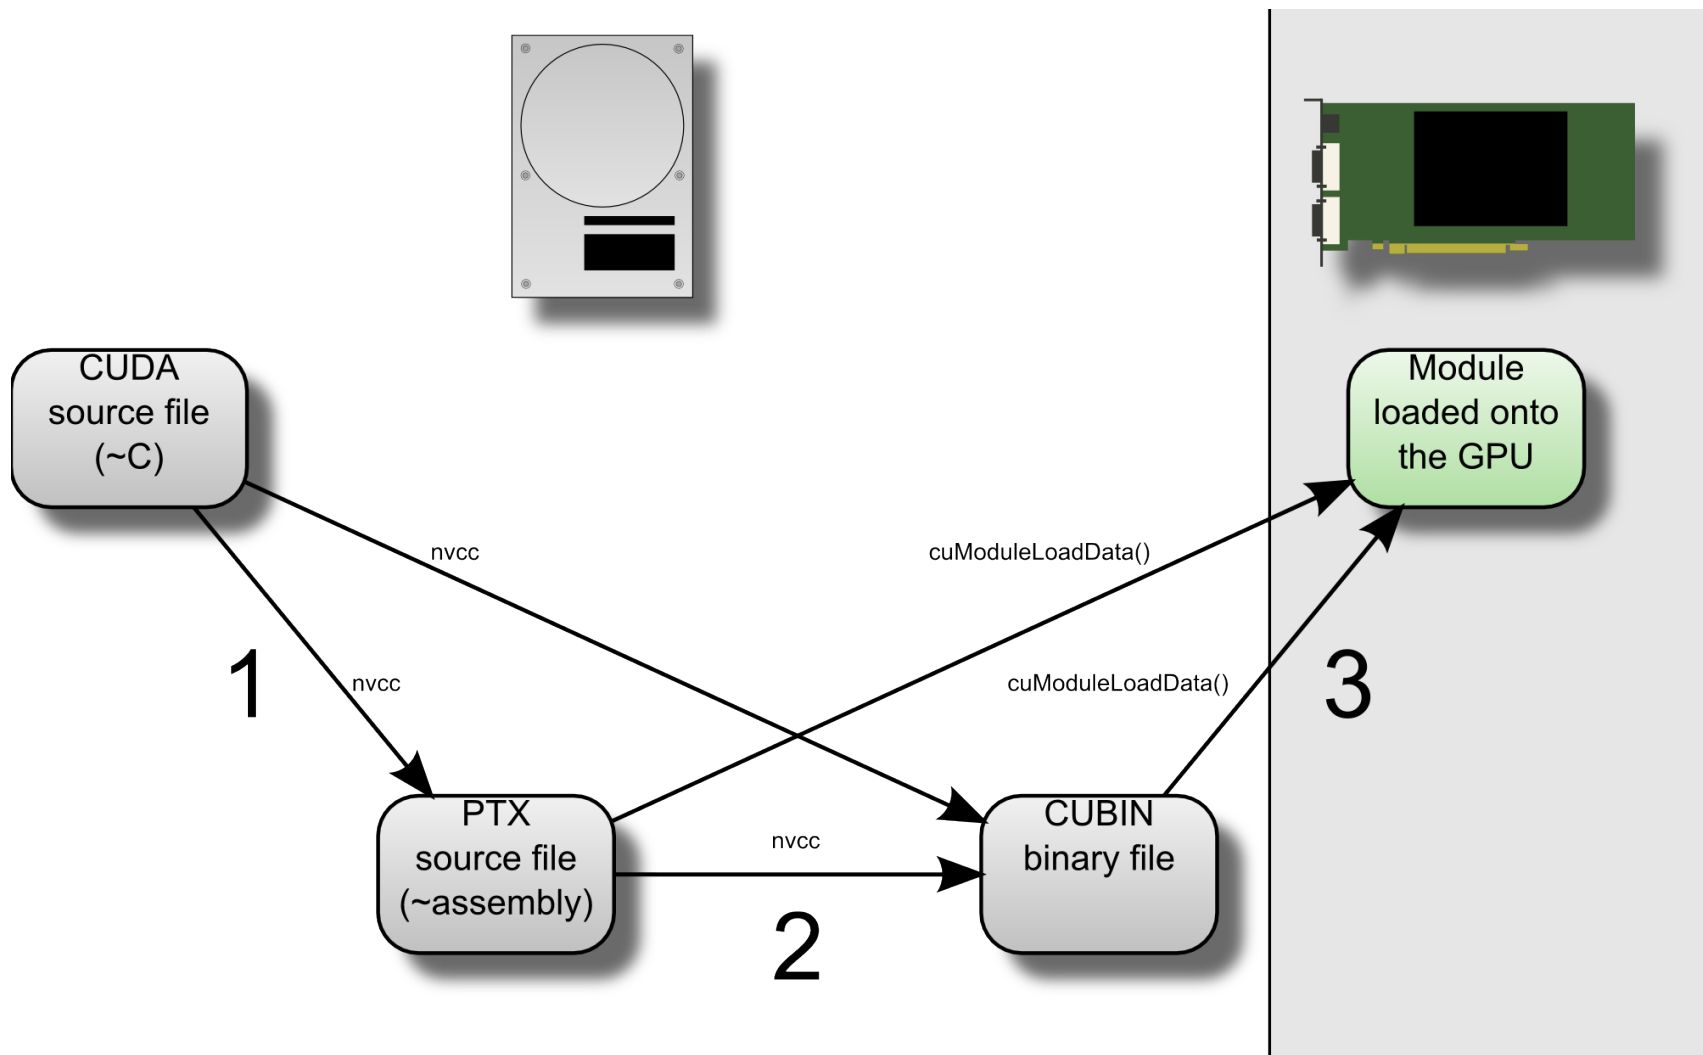 CUDA
source file
(~C)
Module
loaded onto
the GPU
nvcc
cuModuleLoadData()
1
nvcc
cuModuleLoadData()
3
PTX
source file
(~assembly)
nvcc
CUBIN
binary file
2